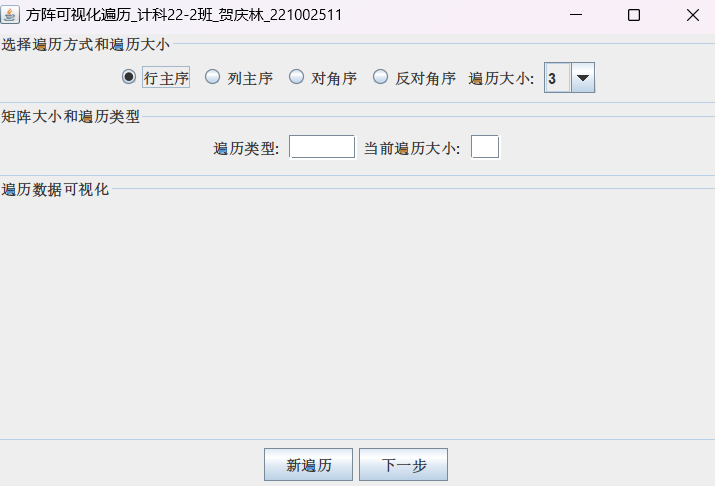 方阵可视化遍历_计科22-2班_贺庆林_221002511
选择遍历方式和遍历大小
行主序 列主序 对角序 反对角序 遍历大小: 3
矩阵大小和遍历类型
遍历类型: 当前遍历大小:
遍历数据可视化
新遍历 下一步